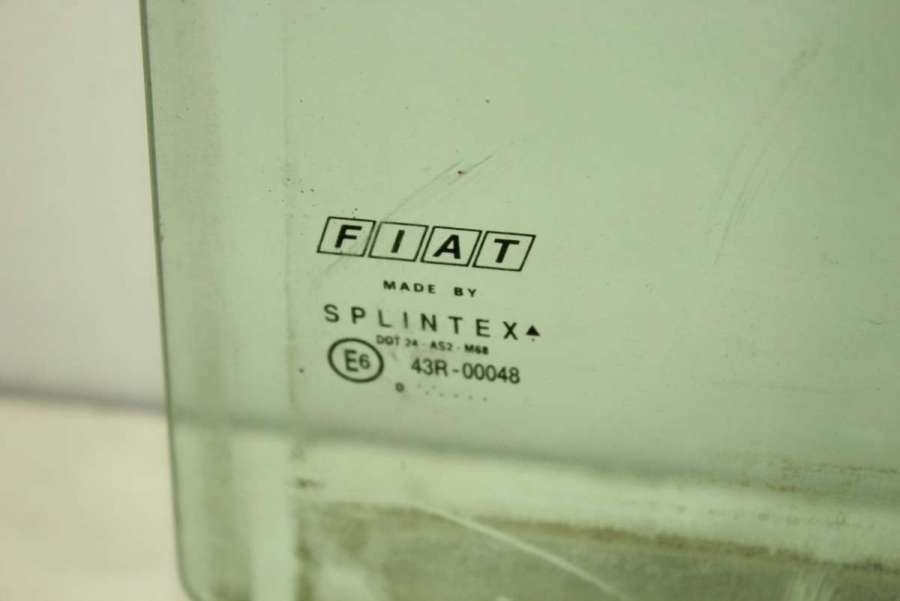 FIAT
MADE BY
SPLINTEX▲
DOT 24 - AS2 - M68
E6 43R-00048